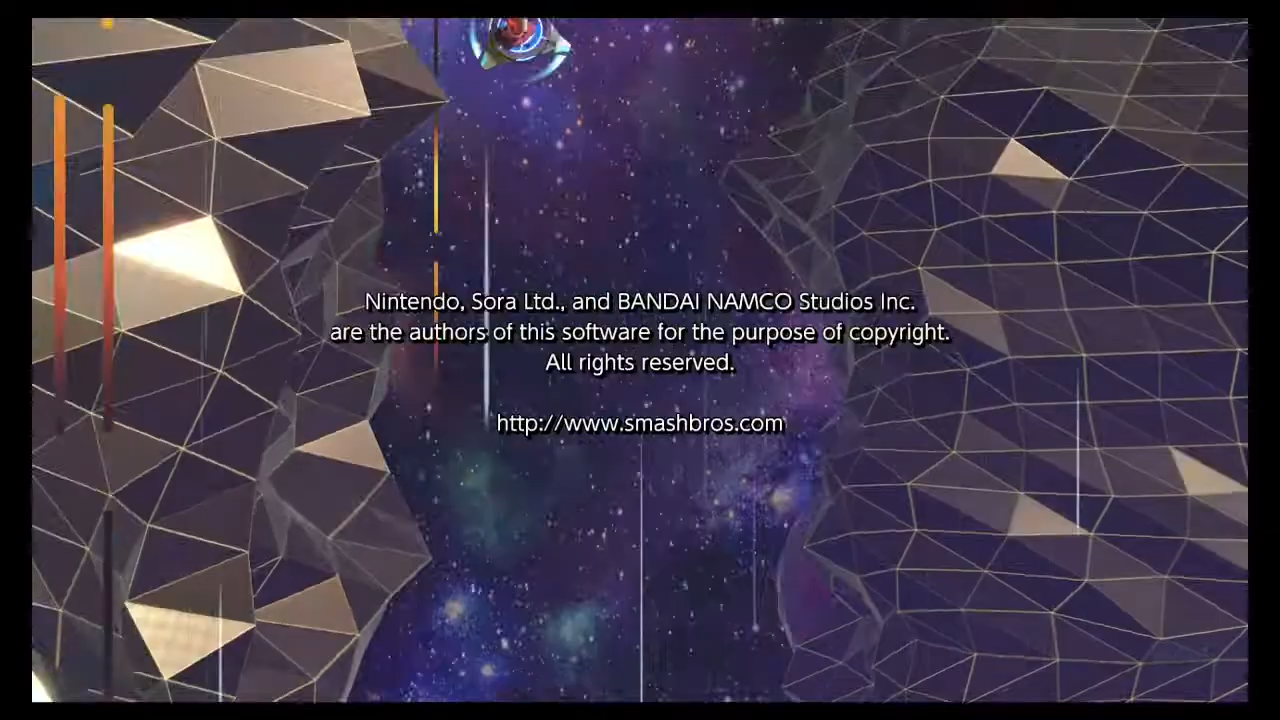 Nintendo, Sora Ltd., and BANDAI NAMCO Studios Inc.
are the authors of this software for the purpose of copyright.
All rights reserved.
http://www.smashbros.com